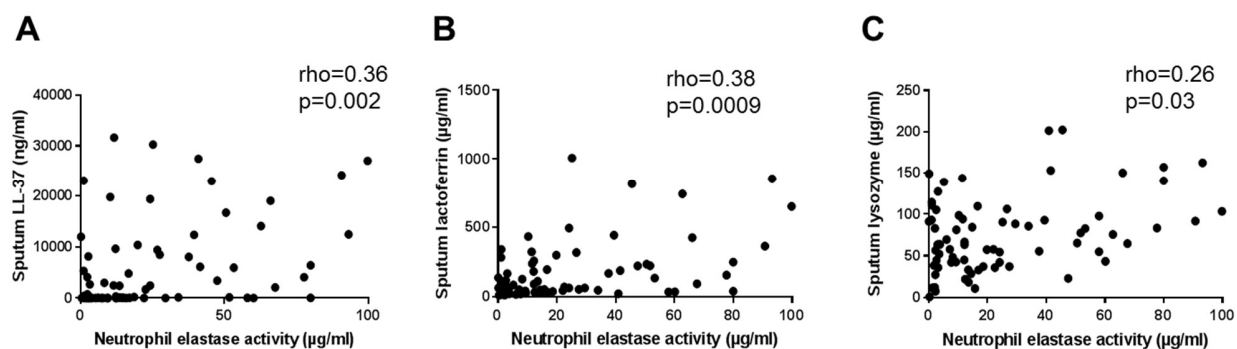 A
rho=0.36
p=0.002
Sputum LL-37 (ng/ml)
40000
30000
20000
10000
0
0 50 100
Neutrophil elastase activity (µg/ml)
B
rho=0.38
p=0.0009
Sputum lactoferrin (µg/ml)
1500
1000
500
0
0 20 40 60 80 100
Neutrophil elastase activity (µg/ml)
C
rho=0.26
p=0.03
Sputum lysozyme (µg/ml)
250
200
150
100
50
0
0 20 40 60 80 100
Neutrophil elastase activity (µg/ml)